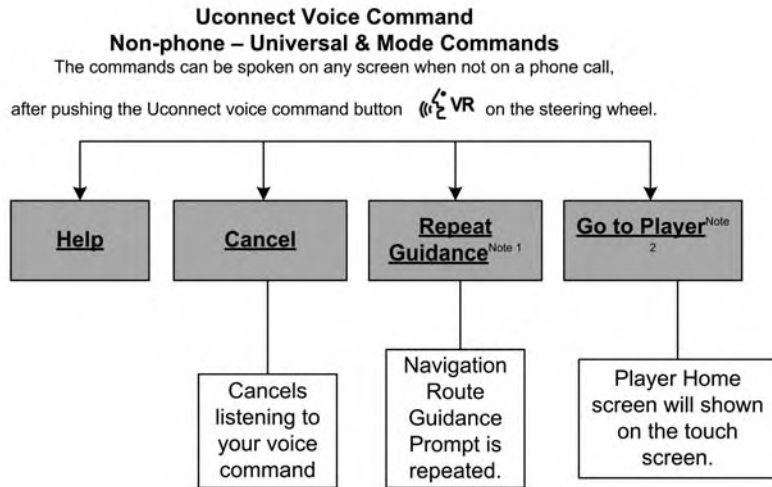 Uconnect Voice Command
Non-phone – Universal & Mode Commands
The commands can be spoken on any screen when not on a phone call,
after pushing the Uconnect voice command button VR on the steering wheel.
Help
Cancel
Repeat
Guidance Note 1
Go to Player Note
2
Cancels
listening to
your voice
command
Navigation
Route
Guidance
Prompt is
repeated.
Player Home
screen will shown
on the touch
screen.